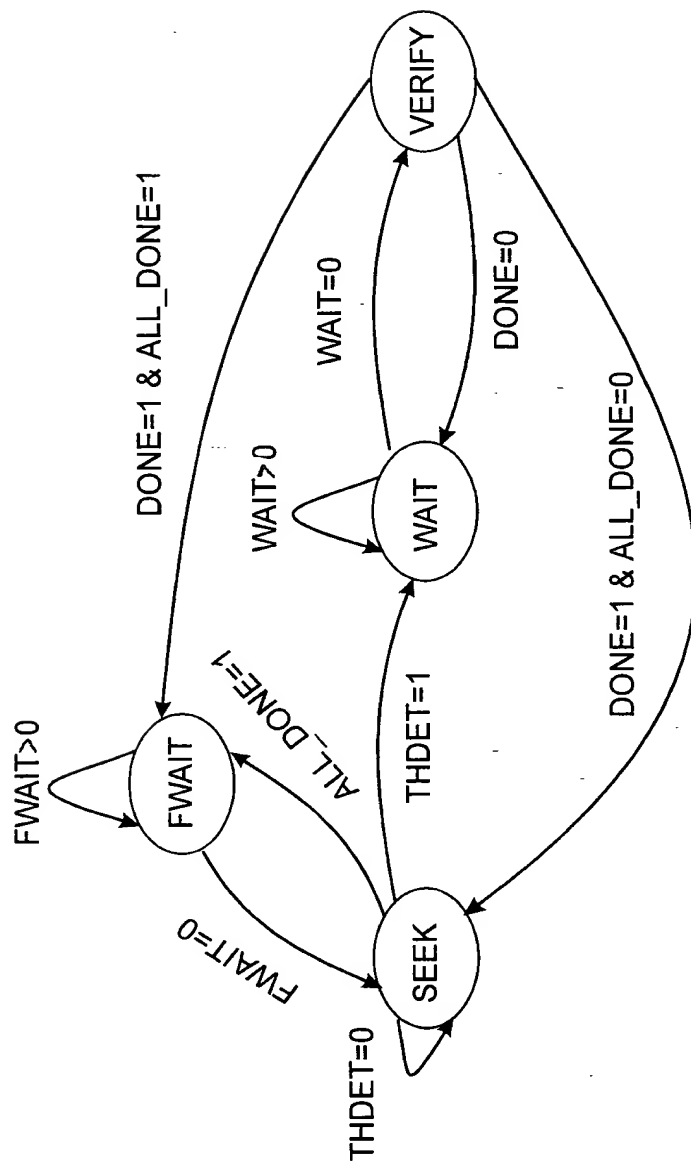 FWAIT>0
DONE=1 & ALL_DONE=1
FWAIT
FWAIT=0
ALL_DONE=1
WAIT>0
WAIT=0
THDET=0
SEEK
THDET=1
WAIT
DONE=0
VERIFY
DONE=1 & ALL_DONE=0